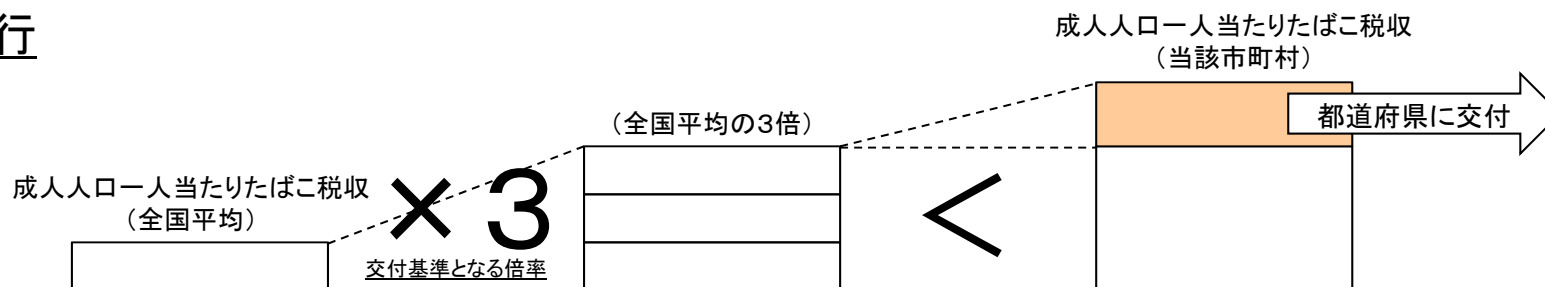 行
成人人口一人当たりたばこ税収
（当該市町村）
都道府県に交付
（全国平均の３倍）
成人人口一人当たりたばこ税収
（全国平均）
×３
交付基準となる倍率
＜